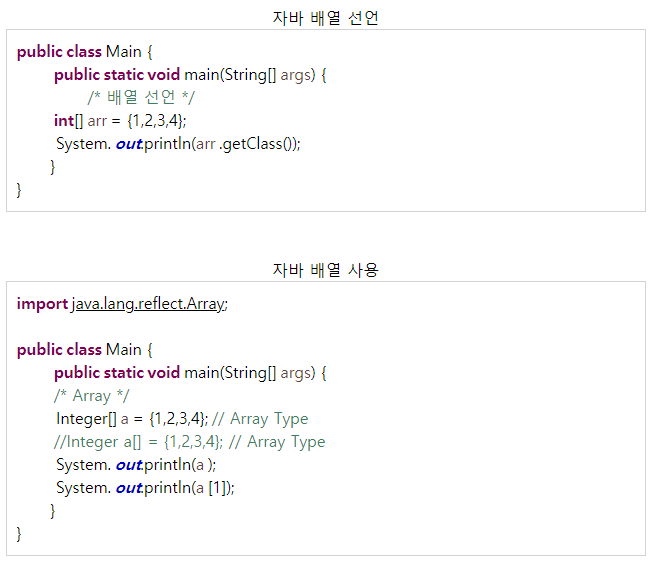 자바 배열 선언
public class Main {
public static void main(String[] args) {
/* 배열 선언 */
int[] arr = {1,2,3,4};
System. out.println(arr .getClass());
}
}
자바 배열 사용
import java.lang.reflect.Array;
public class Main {
public static void main(String[] args) {
/* Array */
Integer[] a = {1,2,3,4}; // Array Type
//Integer a[] = {1,2,3,4}; // Array Type
System. out.println(a );
System. out.println(a [1]);
}
}